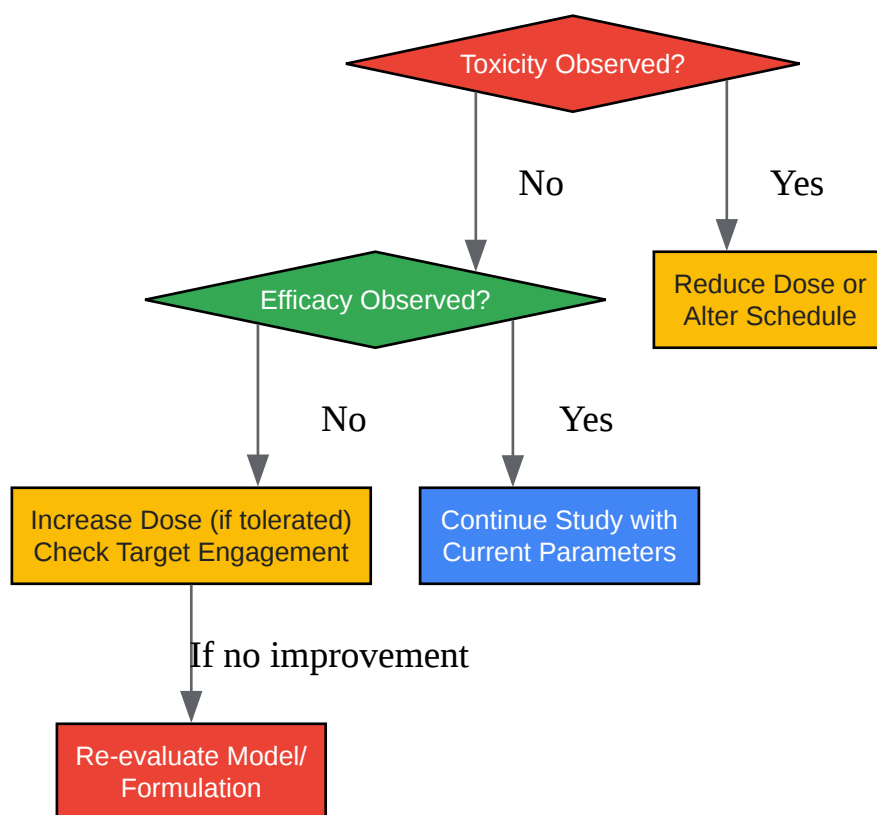 Toxicity Observed?
No
Yes
Efficacy Observed?
Reduce Dose or
Alter Schedule
No
Yes
Increase Dose (if tolerated)
Check Target Engagement
Continue Study with
Current Parameters
If no improvement
Re-evaluate Model/
Formulation